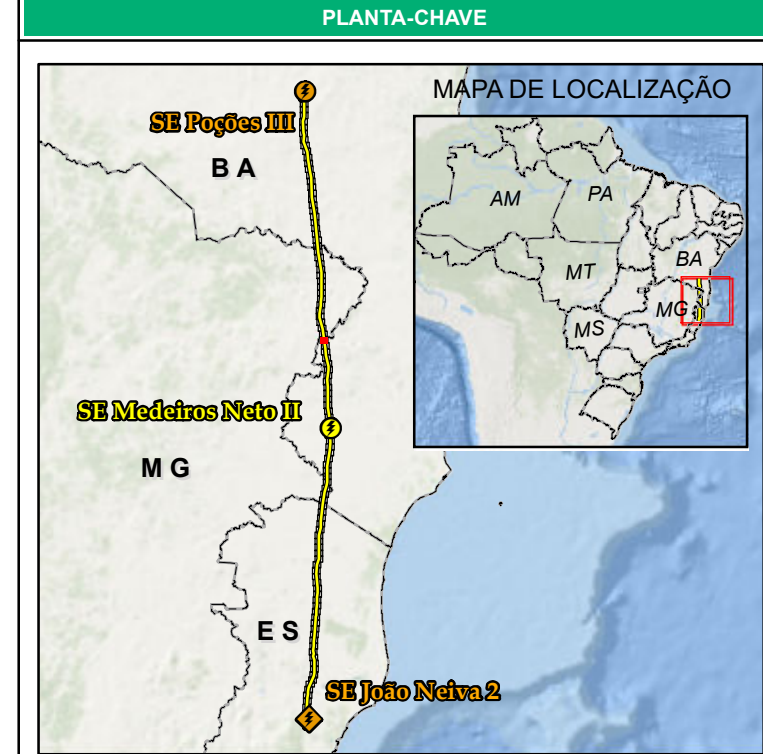 PLANTA-CHAVE
MAPA DE LOCALIZAÇÃO
SE Poções III
B A
AM
PA
BA
MT
MG
MS
SE Medeiros Neto II
M G
E S
SE João Neiva 2